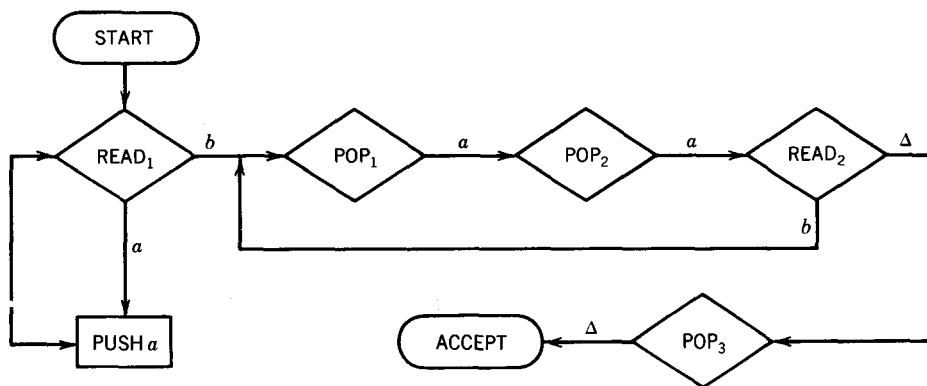 START
READ₁
b
POP₁
a
POP₂
a
READ₂
Δ
a
b
PUSH a
ACCEPT
Δ
POP₃